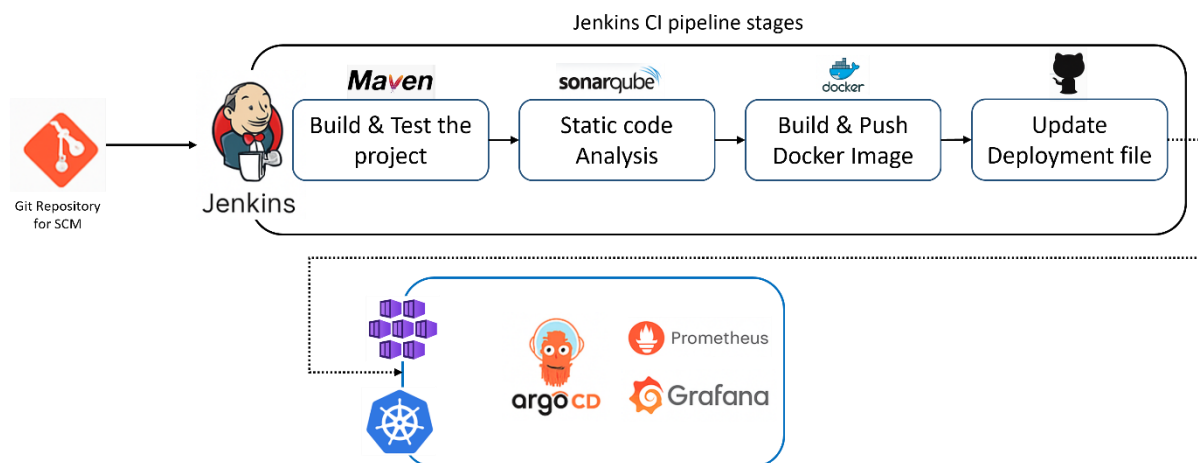 Jenkins CI pipeline stages
Maven
sonarqube
docker
Build & Test the
project
Static code
Analysis
Build & Push
Docker Image
Update
Deployment file
Jenkins
Git Repository
for SCM
argo CD
Prometheus
Grafana